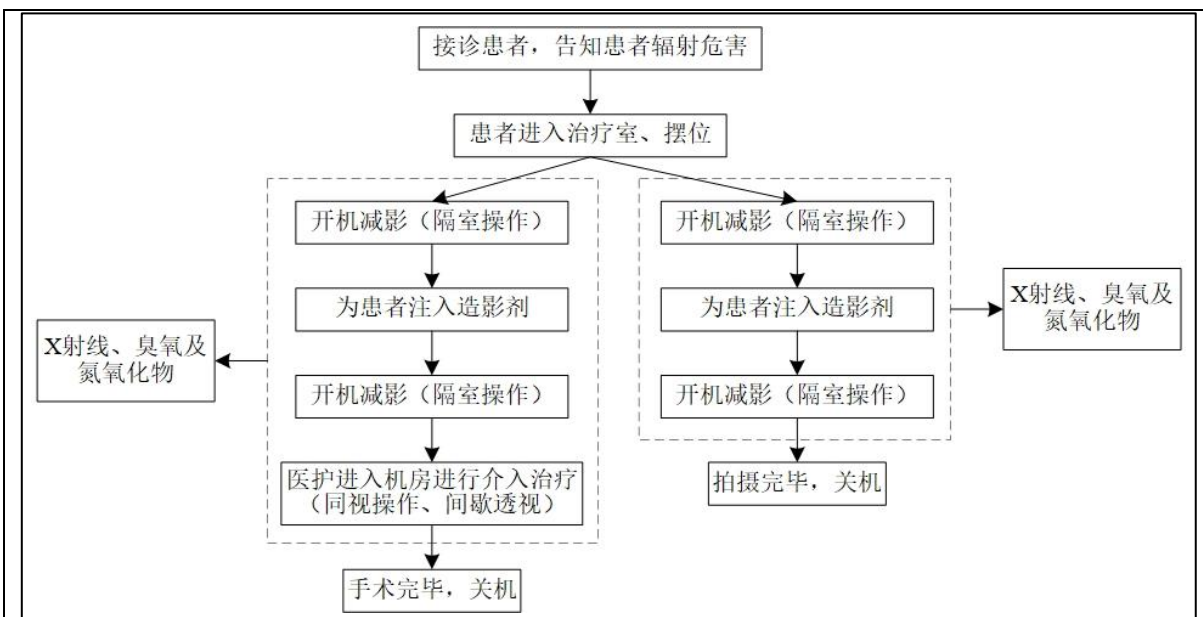 接诊患者，告知患者辐射危害
患者进入治疗室、摆位
开机减影（隔室操作）
为患者注入造影剂
开机减影（隔室操作）
医护进入机房进行介入治疗
（同视操作、间歇透视）
手术完毕，关机
X射线、臭氧及
氮氧化物
开机减影（隔室操作）
为患者注入造影剂
开机减影（隔室操作）
拍摄完毕，关机
X射线、臭氧及
氮氧化物